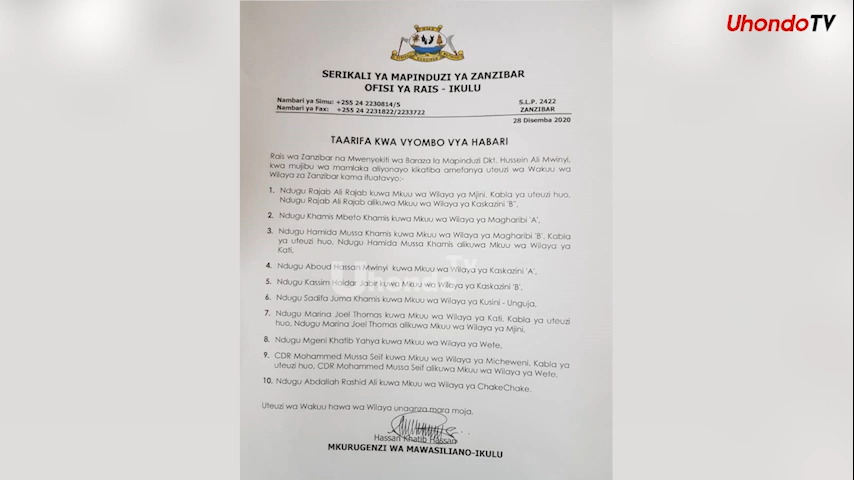 UhondoTV
SERIKALI YA MAPINDUZI YA ZANZIBAR
OFISI YA RAIS - IKULU
Nambari ya Simu: +255 24 2230814/5
Nambari ya Fax: +255 24 2231822/2233722
S.L.P. 2422
ZANZIBAR
28 Disemba 2020
TAARIFA KWA VYOMBO VYA HABARI
Rais wa Zanzibar na Mwenyekiti wa Baraza la Mapinduzi Dkt. Hussein Ali Mwinyi,
kwa mujibu wa mamlaka aliyonayo kikatiba amefanya uteuzi wa Wakuu wa
Wilaya za Zanzibar kama ifuatavyo:-
1. Ndugu Rajab Ali Rajab kuwa Mkuu wa Wilaya ya Mjini, Kabla ya uteuzi huo,
Ndugu Rajab Ali Rajab alikuwa Mkuu wa Wilaya ya Kaskazini 'B',
2. Ndugu Khamis Mbeto Khamis kuwa Mkuu wa Wilaya ya Magharibi 'A',
3. Ndugu Hamida Mussa Khamis kuwa Mkuu wa Wilaya ya Magharibi 'B', Kabla
ya uteuzi huo, Ndugu Hamida Mussa Khamis alikuwa Mkuu wa Wilaya ya
Kati,
4. Ndugu Aboud Hassan Mwinyi kuwa Mkuu wa Wilaya ya Kaskazini 'A',
5. Ndugu Kassim Haidar Jabir kuwa Mkuu wa Wilaya ya Kaskazini 'B',
6. Ndugu Sadifa Juma Khamis kuwa Mkuu wa Wilaya ya Kusini - Unguja,
7. Ndugu Marina Joel Thomas kuwa Mkuu wa Wilaya ya Kati, Kabla ya uteuzi
huo, Ndugu Marina Joel Thomas alikuwa Mkuu wa Wilaya ya Mjini,
8. Ndugu Mgeni Khatib Yahya kuwa Mkuu wa Wilaya ya Wete,
9. CDR Mohammed Mussa Seif kuwa Mkuu wa Wilaya ya Micheweni, Kabla ya
uteuzi huo, CDR Mohammed Mussa Seif alikuwa Mkuu wa Wilaya ya Wete,
10. Ndugu Abdallah Rashid Ali kuwa Mkuu wa Wilaya ya ChakeChake.
Uteuzi wa Wakuu hawa wa Wilaya unaanza mara moja.
Hassan Khatib Hassan
MKURUGENZI WA MAWASILIANO-IKULU
Uhondo Tv